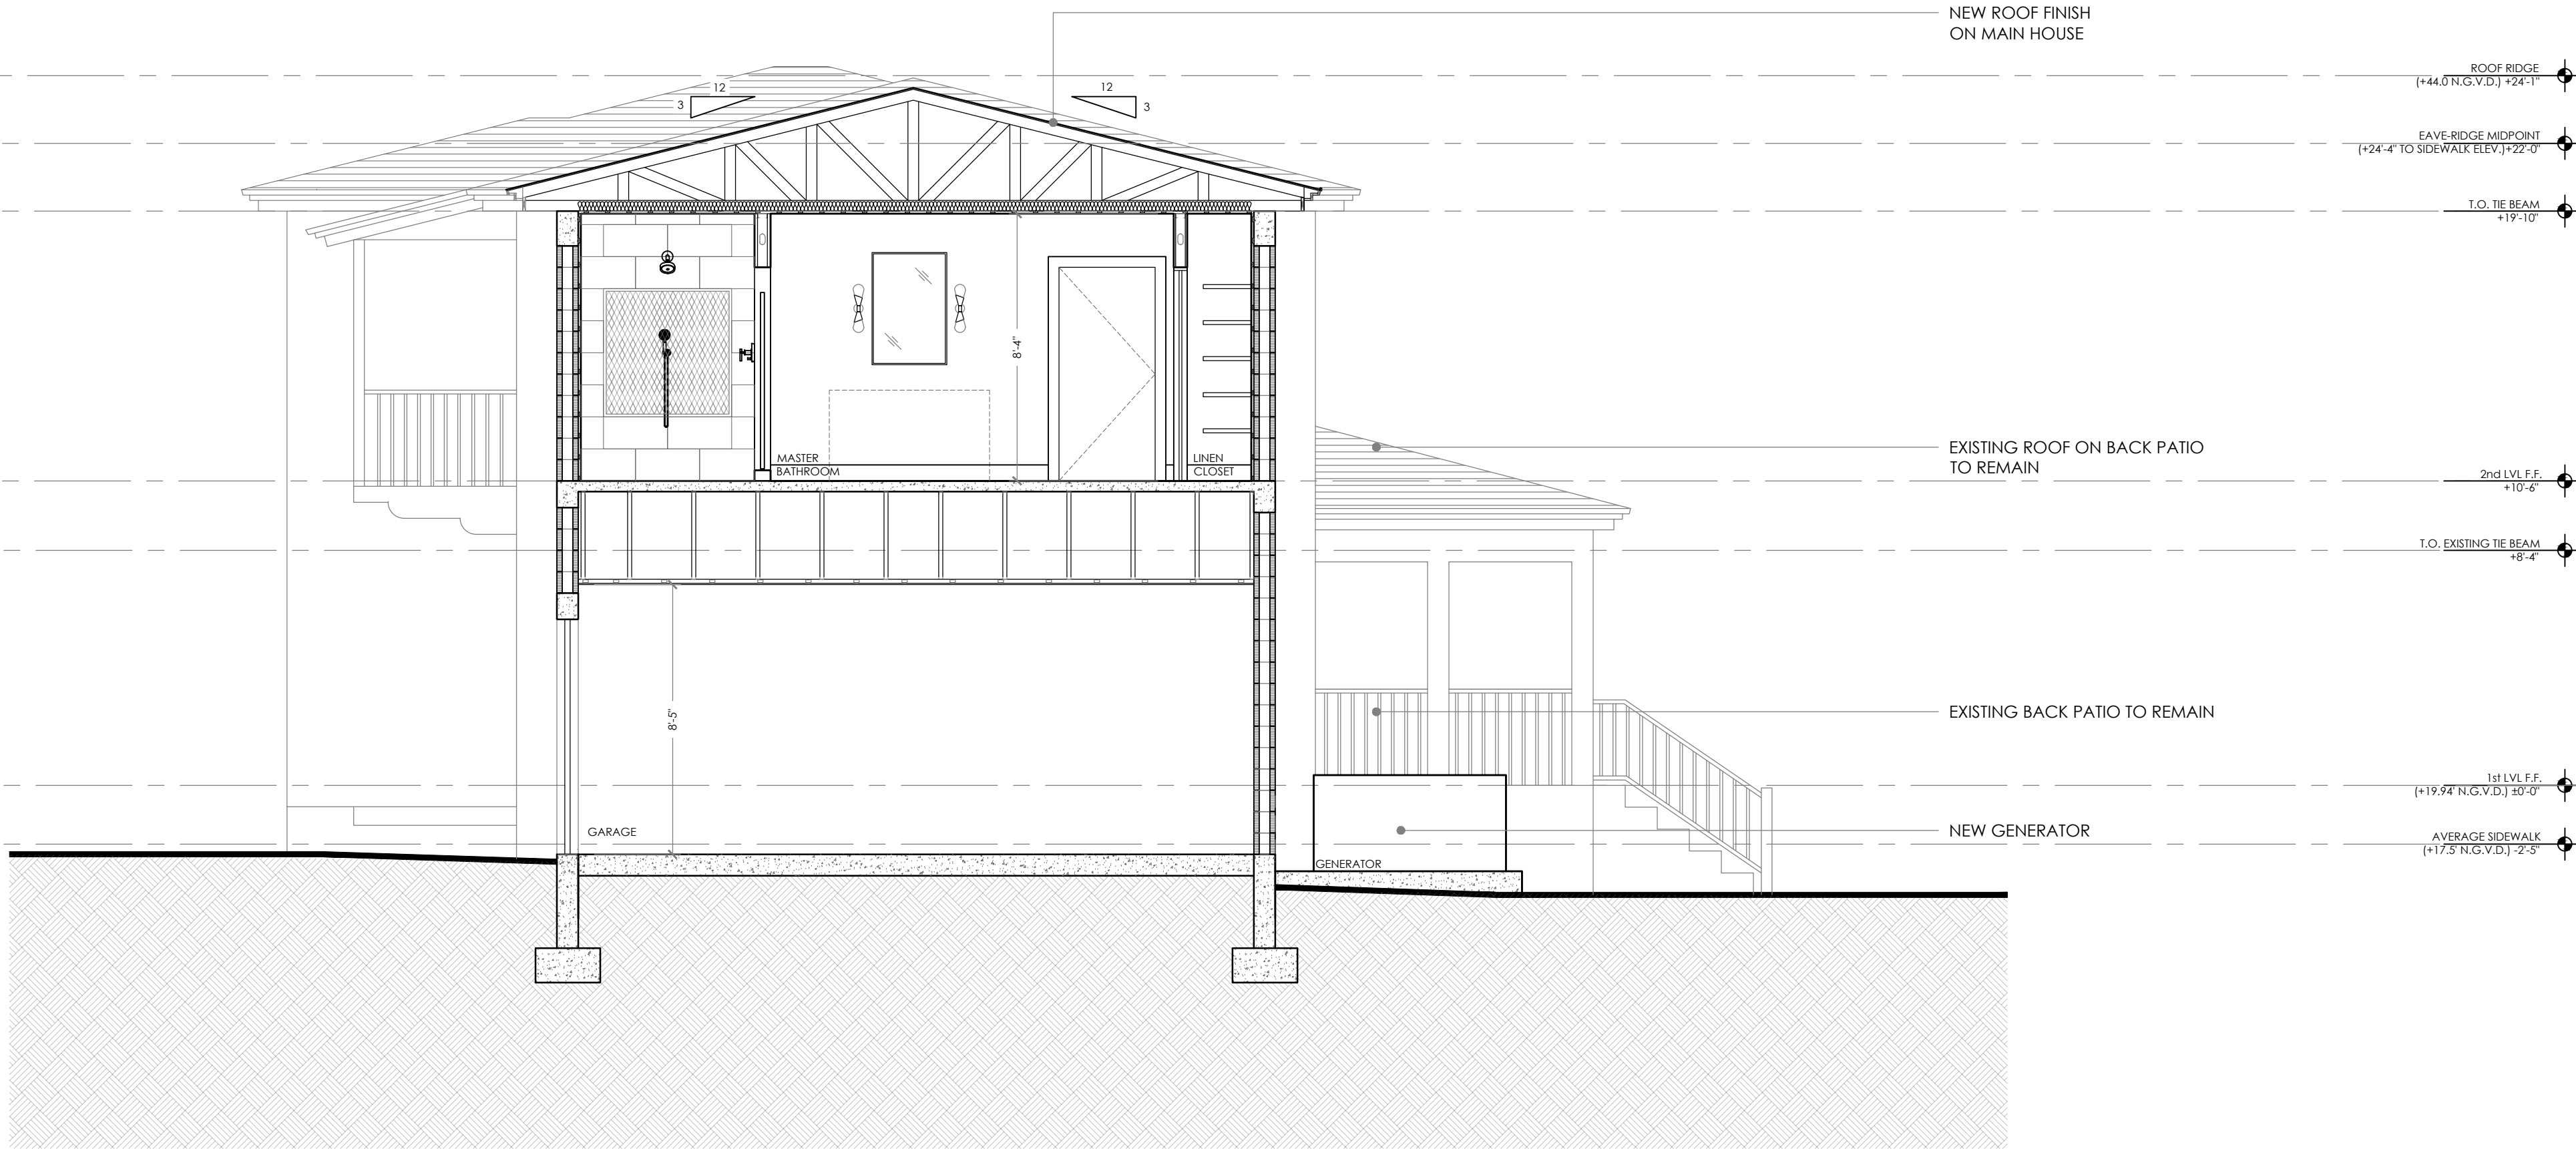 NEW ROOF FINISH
ON MAIN HOUSE
ROOF RIDGE
(+44.0 N.G.V.D.) +24'-1"
12
3
12
3
EAVE-RIDGE MIDPOINT
(+24'-4" TO SIDEWALK ELEV.)+22'-0"
T.O. TIE BEAM
+19'-10"
8'-4"
MASTER
BATHROOM
LINEN
CLOSET
EXISTING ROOF ON BACK PATIO
TO REMAIN
2nd LVL F.F.
+10'-6"
T.O. EXISTING TIE BEAM
+8'-4"
8'-5"
EXISTING BACK PATIO TO REMAIN
1st LVL F.F.
(+19.94' N.G.V.D.) ±0'-0"
GARAGE
NEW GENERATOR
AVERAGE SIDEWALK
(+17.5' N.G.V.D.) -2'-5"
GENERATOR